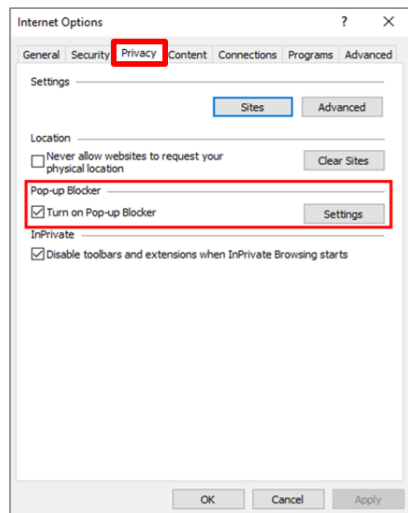 Internet Options ? ×
General Security Privacy Content Connections Programs Advanced
Settings
Sites Advanced
Location
Never allow websites to request your
physical location
Clear Sites
Pop-up Blocker
Turn on Pop-up Blocker Settings
InPrivate
Disable toolbars and extensions when InPrivate Browsing starts
OK Cancel Apply